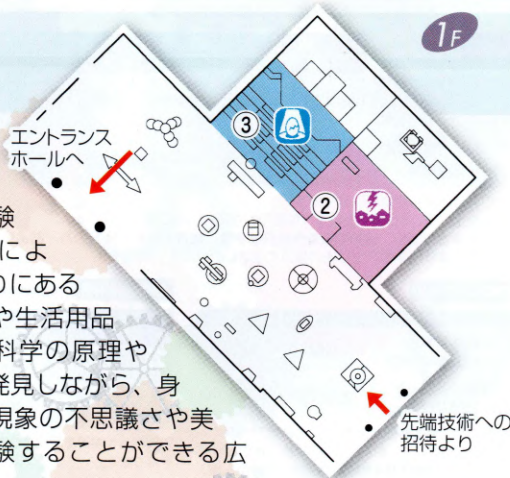 1F
エントランス
ホールへ
③
②
験
によ
りにある
や生活用品
科学の原理や
発見しながら、身
現象の不思議さや美
験することができる広
先端技術への
招待より